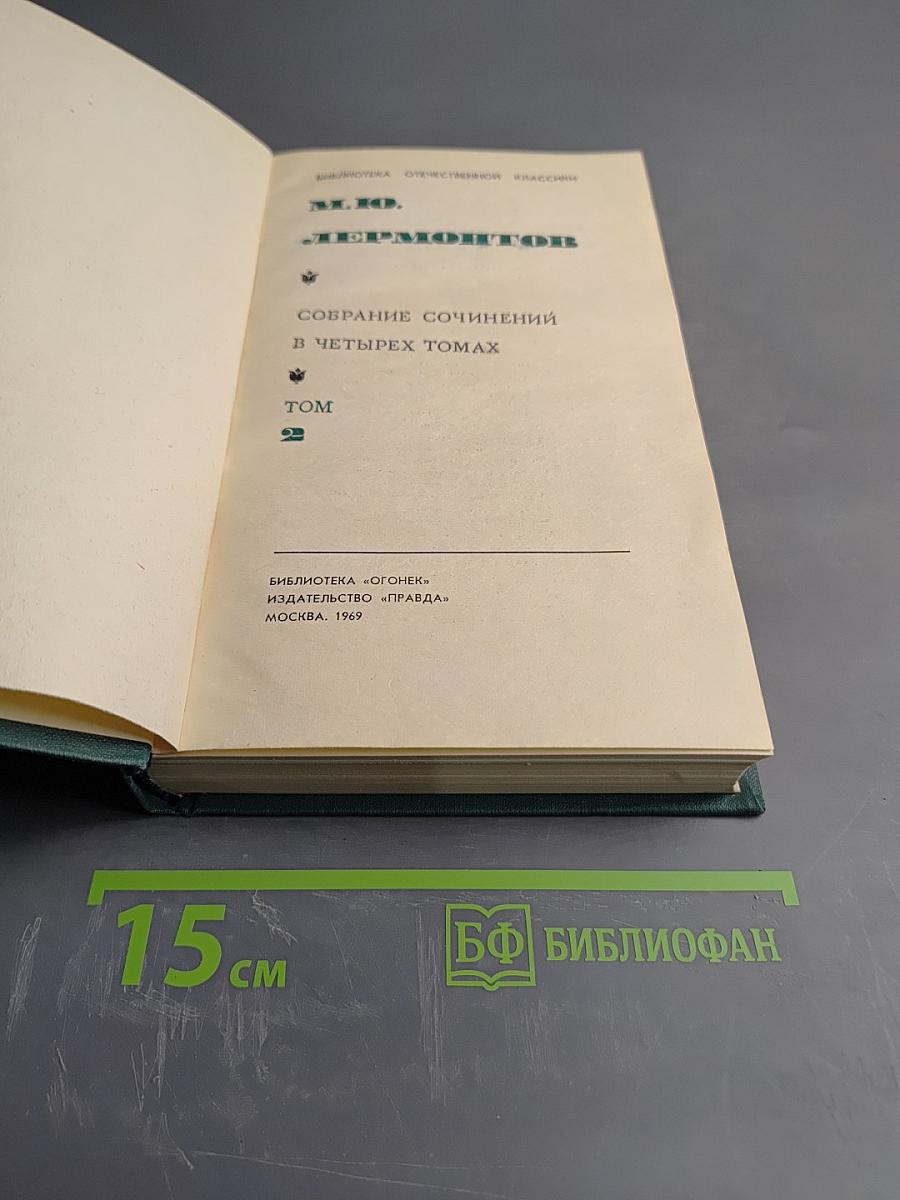 БИБЛИОТЕКА ОТЕЧЕСТВЕННОЙ КЛАССИКИ
М. Ю.
ЛЕРМОНТОВ
СОБРАНИЕ СОЧИНЕНИЙ
В ЧЕТЫРЕХ ТОМАХ
ТОМ
2
БИБЛИОТЕКА «ОГОНЕК»
ИЗДАТЕЛЬСТВО «ПРАВДА»
МОСКВА. 1969
15 см
БФ БИБЛИОФАН